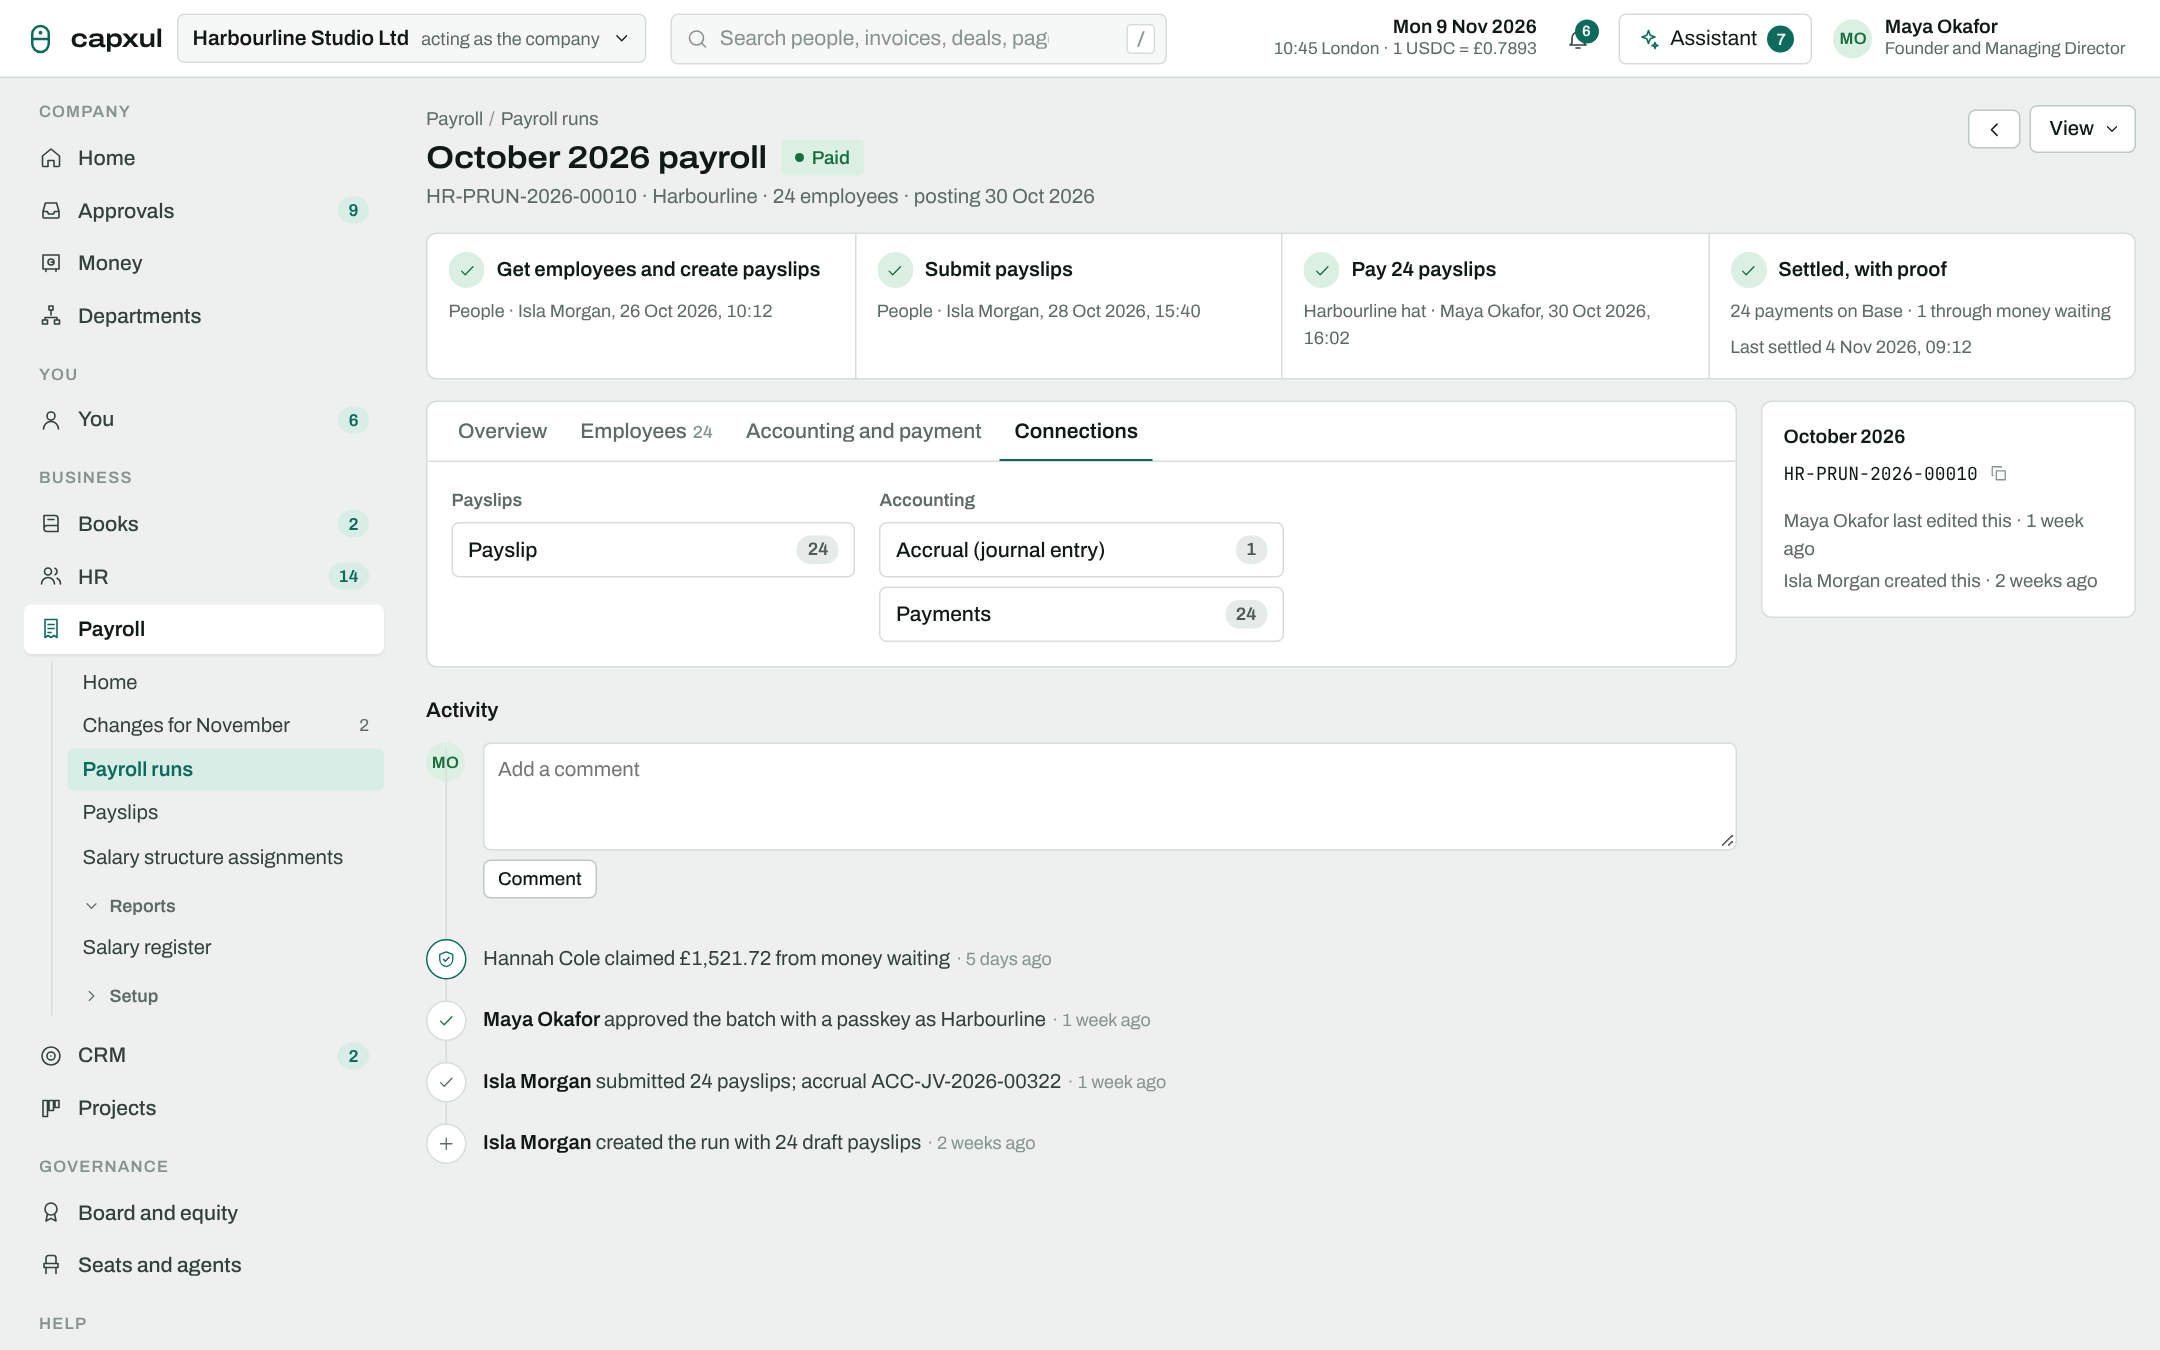 capxul
Harbourline Studio Ltd acting as the company
Search people, invoices, deals, pag
/
Mon 9 Nov 2026
10:45 London · 1 USDC = £0.7893
6
Assistant 7
MO
Maya Okafor
Founder and Managing Director
COMPANY
Home
Approvals 9
Money
Departments
YOU
You 6
BUSINESS
Books 2
HR 14
Payroll
Home
Changes for November 2
Payroll runs
Payslips
Salary structure assignments
Reports
Salary register
Setup
CRM 2
Projects
GOVERNANCE
Board and equity
Seats and agents
HELP
Payroll / Payroll runs
October 2026 payroll
Paid
HR-PRUN-2026-00010 · Harbourline · 24 employees · posting 30 Oct 2026
View
Get employees and create payslips
People · Isla Morgan, 26 Oct 2026, 10:12
Submit payslips
People · Isla Morgan, 28 Oct 2026, 15:40
Pay 24 payslips
Harbourline hat · Maya Okafor, 30 Oct 2026,
16:02
Settled, with proof
24 payments on Base · 1 through money waiting
Last settled 4 Nov 2026, 09:12
Overview
Employees 24
Accounting and payment
Connections
Payslips
Payslip 24
Accounting
Accrual (journal entry) 1
Payments 24
October 2026
HR-PRUN-2026-00010
Maya Okafor last edited this · 1 week
ago
Isla Morgan created this · 2 weeks ago
Activity
MO
Add a comment
Comment
Hannah Cole claimed £1,521.72 from money waiting · 5 days ago
Maya Okafor approved the batch with a passkey as Harbourline · 1 week ago
Isla Morgan submitted 24 payslips; accrual ACC-JV-2026-00322 · 1 week ago
Isla Morgan created the run with 24 draft payslips · 2 weeks ago